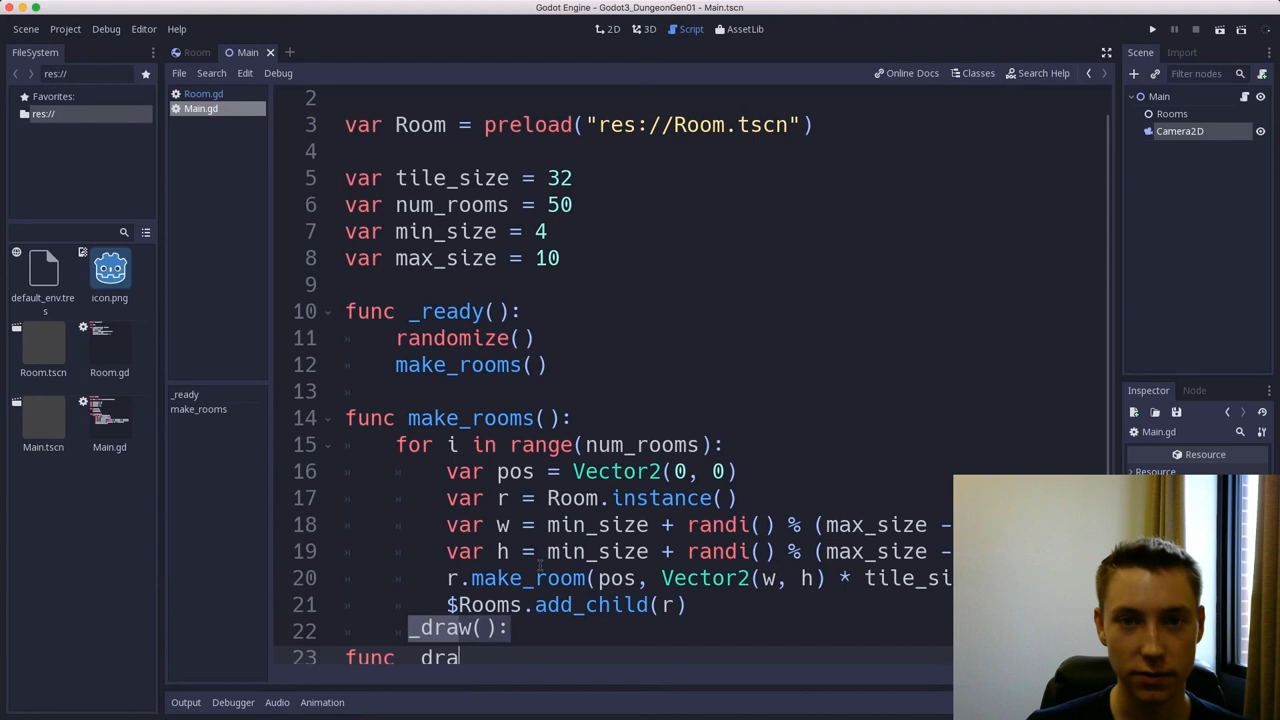 Godot Engine - Godot3_DungeonGen01 - Main.tscn
Scene Project Debug Editor Help
2D 3D Script AssetLib
FileSystem
Room Main
Scene Import
res://
File Search Edit Debug
Online Docs Classes Search Help
Filter nodes
Favorites:
res://
Room.gd
Main.gd
Main
Rooms
Camera2D
2
3 var Room = preload("res://Room.tscn")
4
5 var tile_size = 32
6 var num_rooms = 50
7 var min_size = 4
8 var max_size = 10
9
10 func _ready():
11 randomize()
12 make_rooms()
13
14 func make_rooms():
15 for i in range(num_rooms):
16 var pos = Vector2(0, 0)
17 var r = Room.instance()
18 var w = min_size + randi() % (max_size -
19 var h = min_size + randi() % (max_size -
20 r.make_room(pos, Vector2(w, h) * tile_si
21 $Rooms.add_child(r)
22 _draw():
23 func _dra
default_env.tre
s
icon.png
Room.tscn
Room.gd
Main.tscn
Main.gd
_ready
make_rooms
Inspector Node
Main.gd
Resource
Resource
Output Debugger Audio Animation